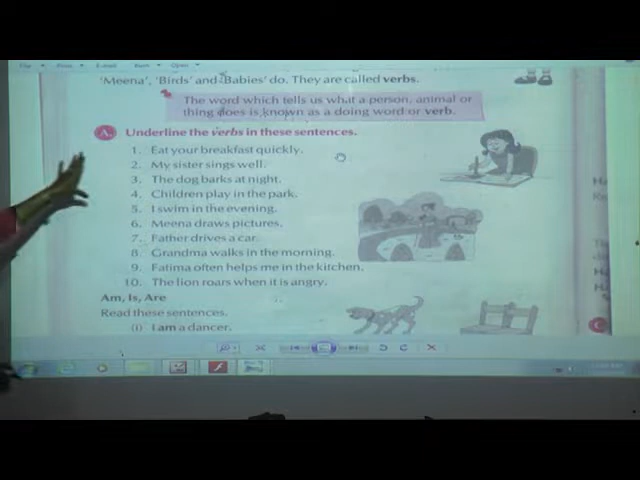 'Meena', 'Birds' and 'Babies' do. They are called verbs.
The word which tells us what a person, animal or
thing does is known as a doing word or verb.
A. Underline the verbs in these sentences.
1. Eat your breakfast quickly.
2. My sister sings well.
3. The dog barks at night.
4. Children play in the park.
5. I swim in the evening.
6. Meena draws pictures.
7. Father drives a car.
8. Grandma walks in the morning.
9. Fatima often helps me in the kitchen.
10. The lion roars when it is angry.
Am, Is, Are
Read these sentences.
(i) I am a dancer.
C